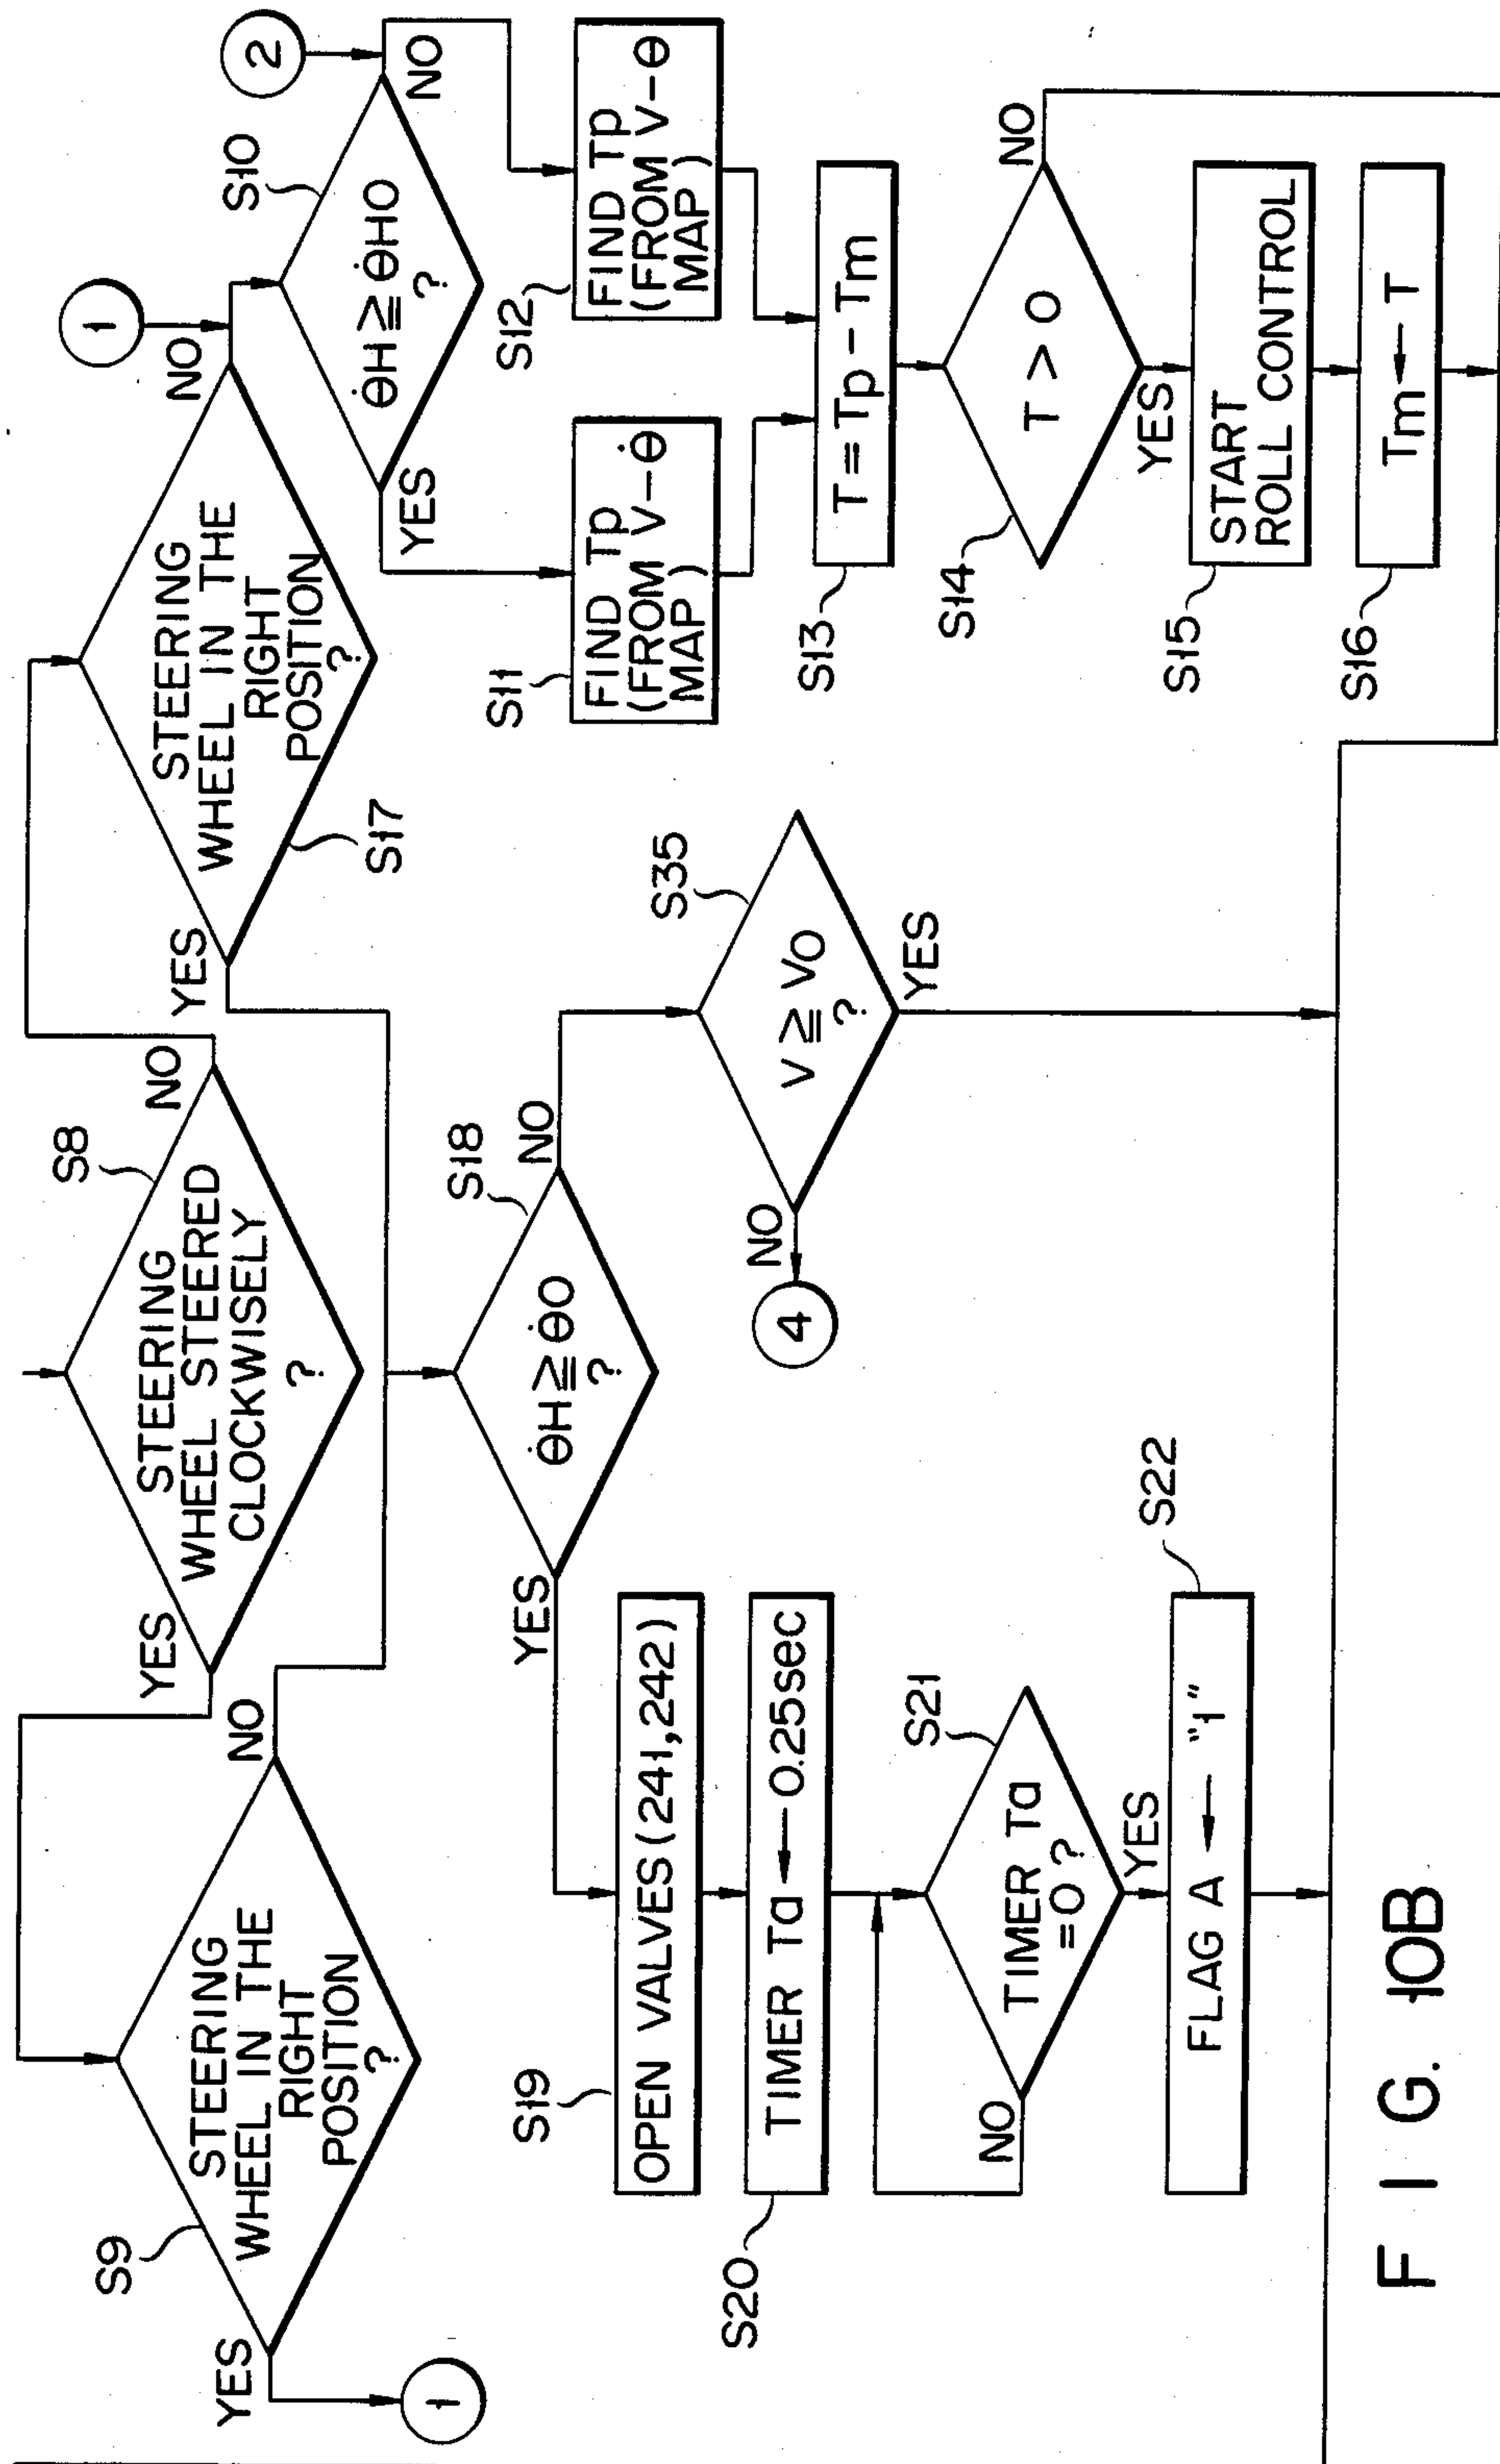 S8
STEERING
WHEEL STEERED
CLOCKWISELY
?
YES
NO
S9
STEERING
WHEEL IN THE
RIGHT
POSITION
?
YES
NO
1
S17
STEERING
WHEEL IN THE
RIGHT
POSITION
?
YES
NO
1
2
S10
θ̇H ≧ θ̇HO
?
YES
NO
S11
FIND Tp
(FROM V-θ̇
MAP)
S12
FIND Tp
(FROM V-θ
MAP)
S13
T = Tp - Tm
S14
T > O
YES
NO
S15
START
ROLL CONTROL
S16
Tm ← T
S18
θ̇H ≧ θ̇O
?
YES
NO
S35
V ≧ VO
?
NO
YES
4
S19
OPEN VALVES (241,242)
S20
TIMER Ta ← 0.25sec
S21
TIMER Ta
=0 ?
NO
YES
S22
FLAG A ← "1"
F I G. 10B